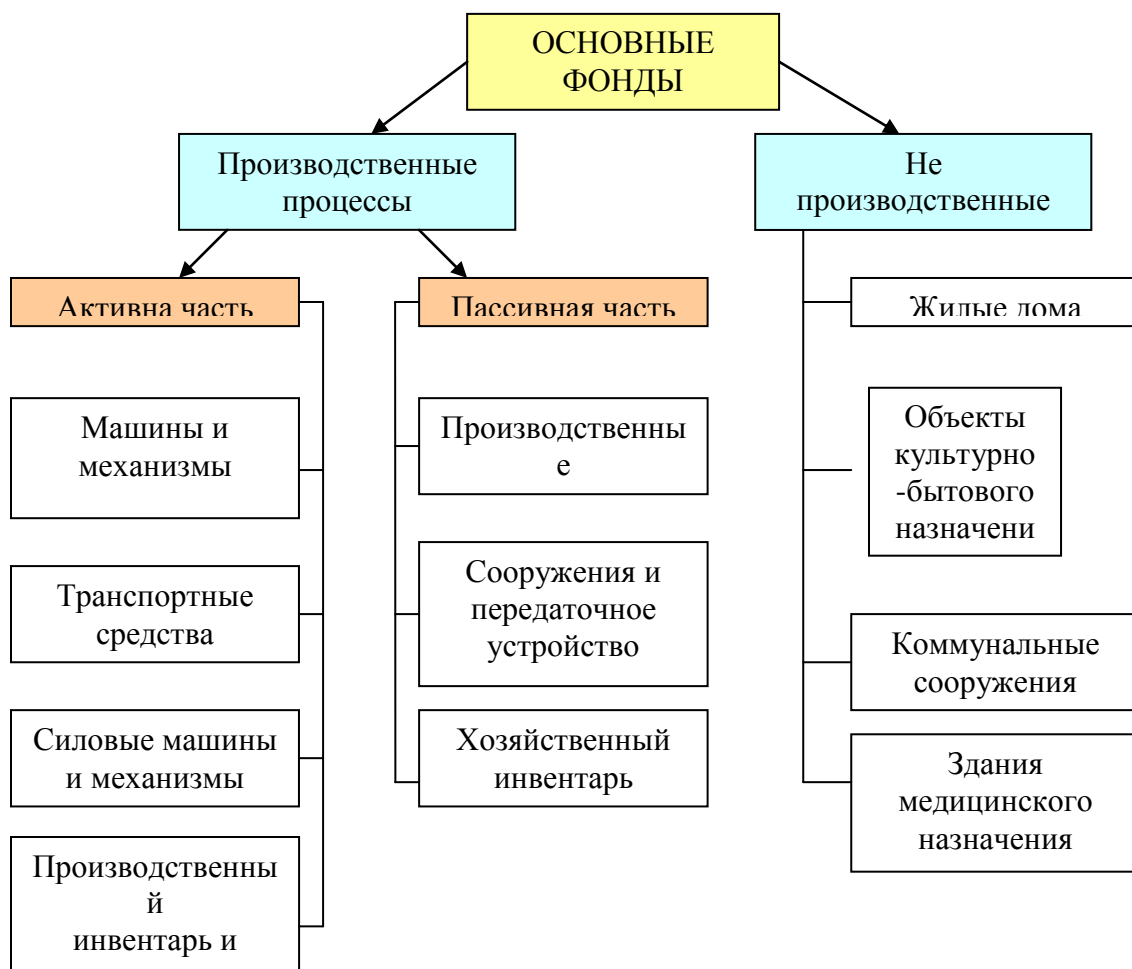 ОСНОВНЫЕ
ФОНДЫ
Производственные
процессы
Не
производственные
Активна часть
Пассивная часть
Жилые дома
Машины и
механизмы
Производственны
е
Объекты
культурно
-бытового
назначени
Транспортные
средства
Сооружения и
передаточное
устройство
Коммунальные
сооружения
Силовые машины
и механизмы
Хозяйственный
инвентарь
Здания
медицинского
назначения
Производственны
й
инвентарь и